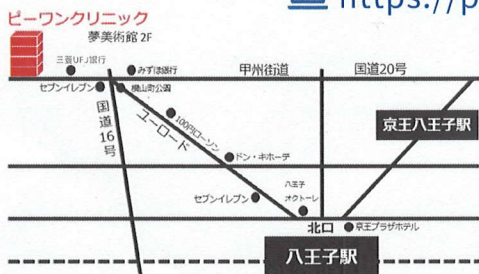 https://p
ピーワンクリニック
夢美術館 2F
三菱UFJ銀行
みずほ銀行
甲州街道
国道20号
セブンイレブン
横山町公園
国道16号
ユーロード
100円ローソン
京王八王子駅
ドン・キホーテ
セブンイレブン
八王子
オクトーレ
北口
京王プラザホテル
八王子駅